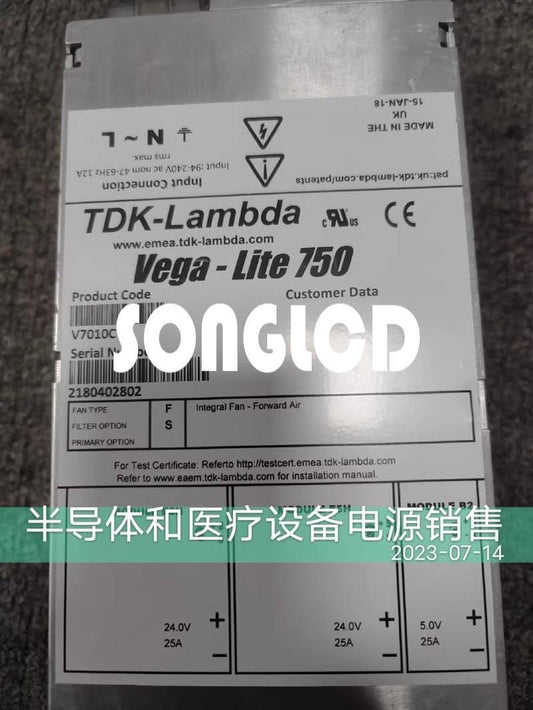 MADE IN THE
UK
15-JAN-18
pat:uk.tdk-lambda.com/patents
Input Connection
Input :94-240V ac nom 47-63Hz 12A
rms max.
N ~ L
TDK-Lambda
www.emea.tdk-lambda.com
Vega - Lite 750
Product Code
Customer Data
V7010C
SONGLCD
Serial
2180402802
FAN TYPE F Integral Fan - Forward Air
FILTER OPTION S
PRIMARY OPTION
For Test Certificate: Referto http://testcert.emea.tdk-lambda.com
Refer to www.eaem.tdk-lambda.com for installation manual.
MODULE B2
半导体和医疗设备电源销售
2023-07-14
24.0V +
25A −
24.0V +
25A −
5.0V +
25A −